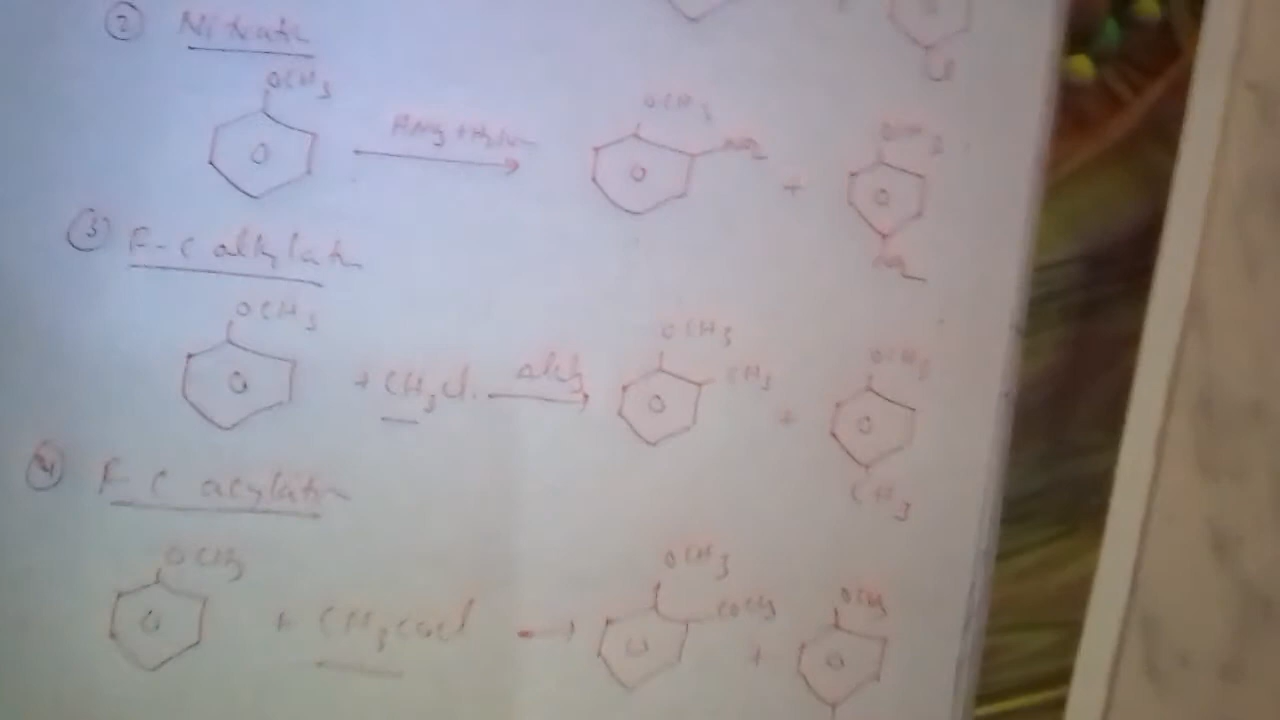 Cl
② Nitratn
OCH3 HNO3 + H2SO4 OCH3 NO2 + OCH3 NO2
③ F-C alkylatn
OCH3 + CH3Cl. AlCl3 OCH3 CH3 + OCH3 CH3
④ F C acylatn
OCH3 + CH3COCl OCH3 COCH3 + OCH3